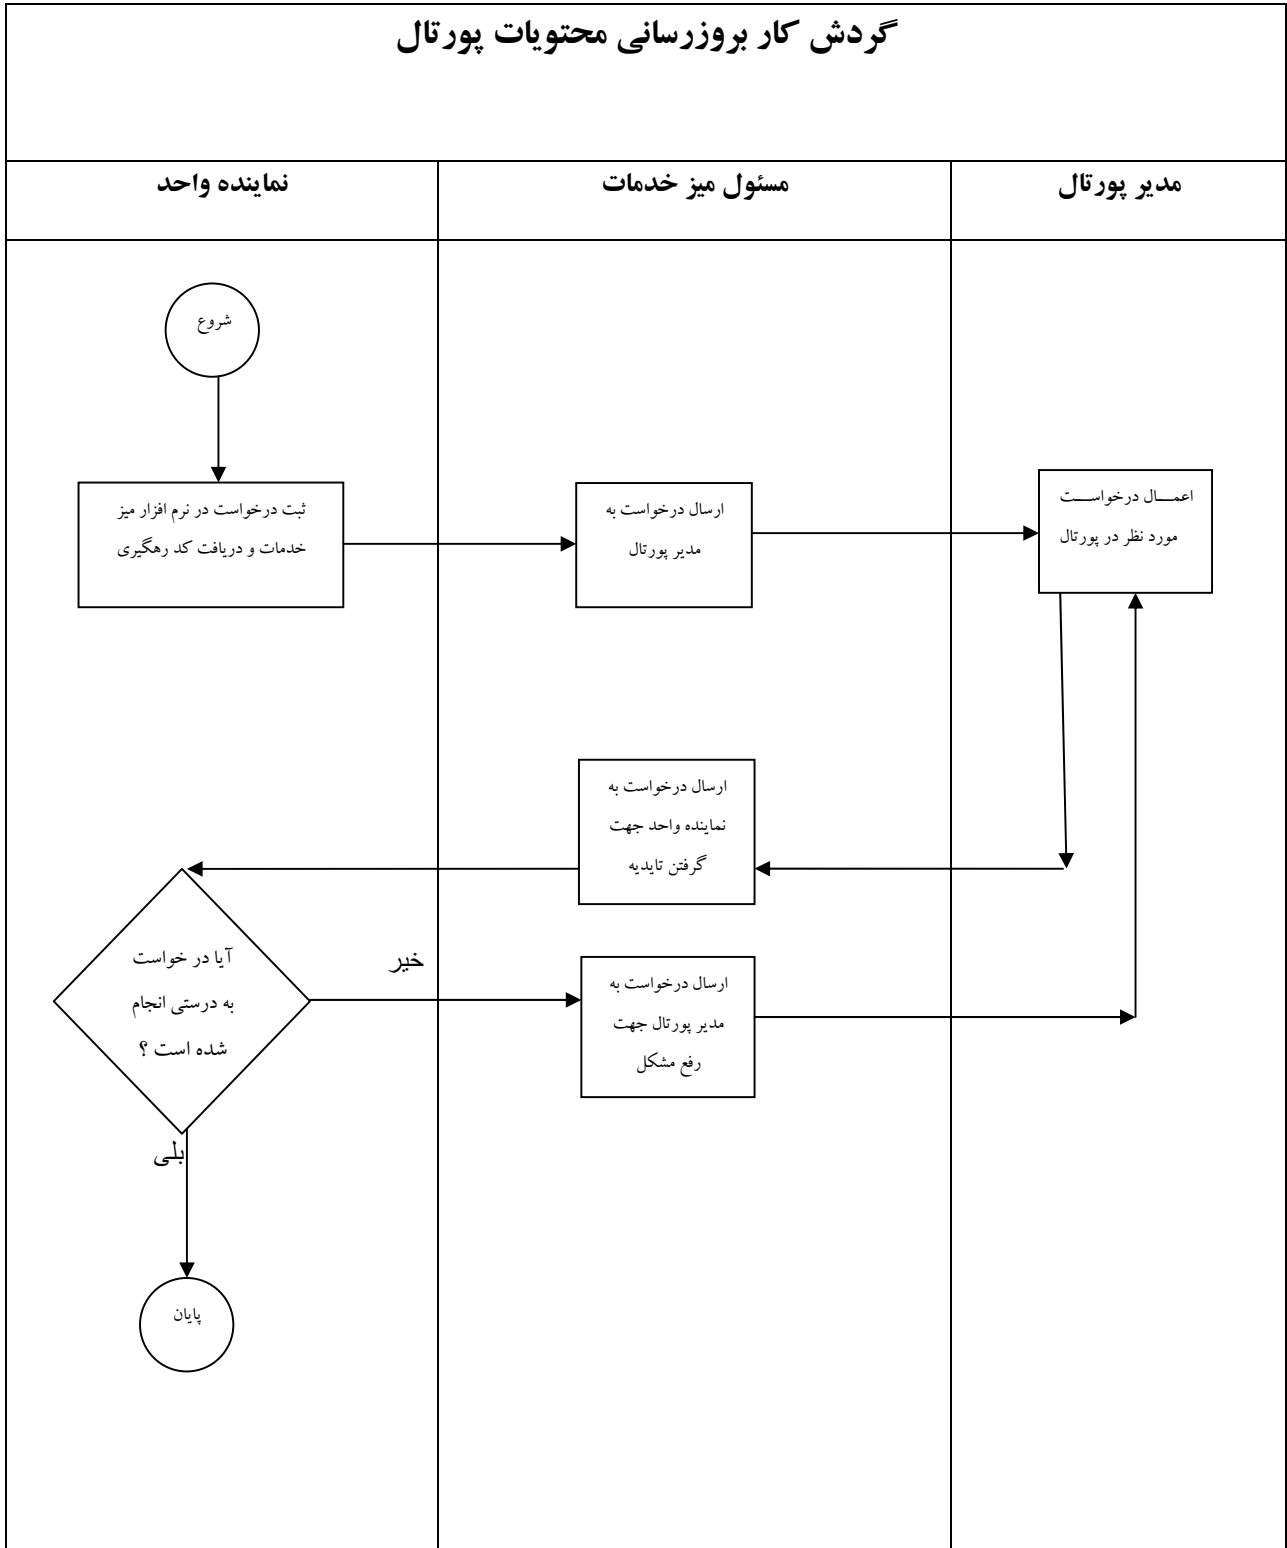 گردش کار بروزرسانی محتویات پورتال
نماینده واحد
مسئول میز خدمات
مدیر پورتال
شروع
ثبت درخواست در نرم افزار میز
خدمات و دریافت کد رهگیری
ارسال درخواست به
مدیر پورتال
اعمـــال درخواســـت
مورد نظر در پورتال
ارسال درخواست به
نماینده واحد جهت
گرفتن تایدیه
آیا در خواست
به درستی انجام
شده است ؟
خیر
ارسال درخواست به
مدیر پورتال جهت
رفع مشکل
بلی
پایان